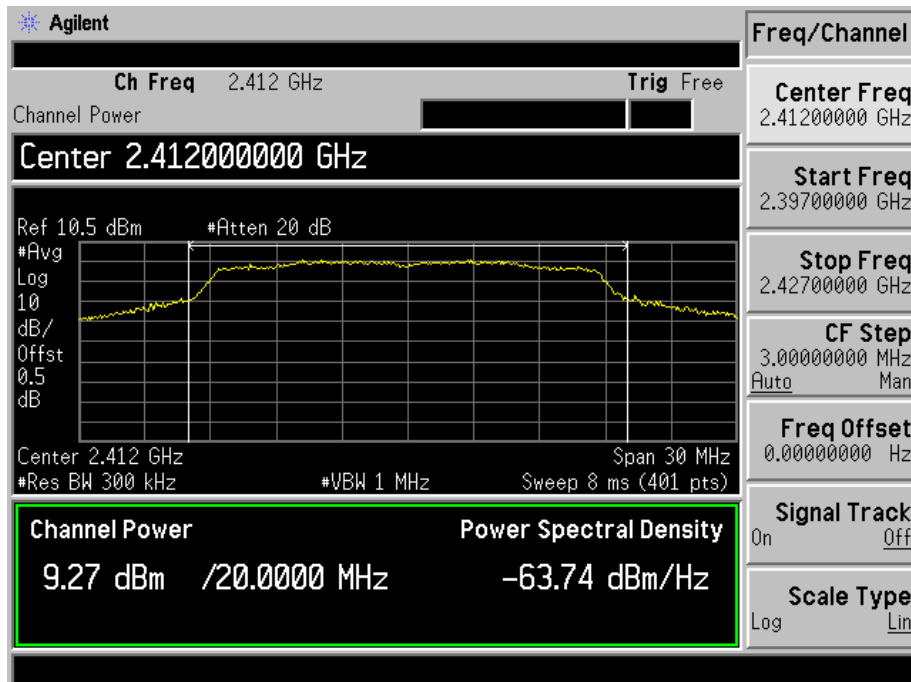 Agilent
Freq/Channel
Ch Freq 2.412 GHz Trig Free
Channel Power
Center 2.412000000 GHz
Ref 10.5 dBm #Atten 20 dB
#Avg
Log
10
dB/
Offst
0.5
dB
Center 2.412 GHz Span 30 MHz
#Res BW 300 kHz #VBW 1 MHz Sweep 8 ms (401 pts)
Channel Power Power Spectral Density
9.27 dBm /20.0000 MHz -63.74 dBm/Hz
Center Freq
2.41200000 GHz
Start Freq
2.39700000 GHz
Stop Freq
2.42700000 GHz
CF Step
3.00000000 MHz
Auto Man
Freq Offset
0.00000000 Hz
Signal Track
On Off
Scale Type
Log Lin